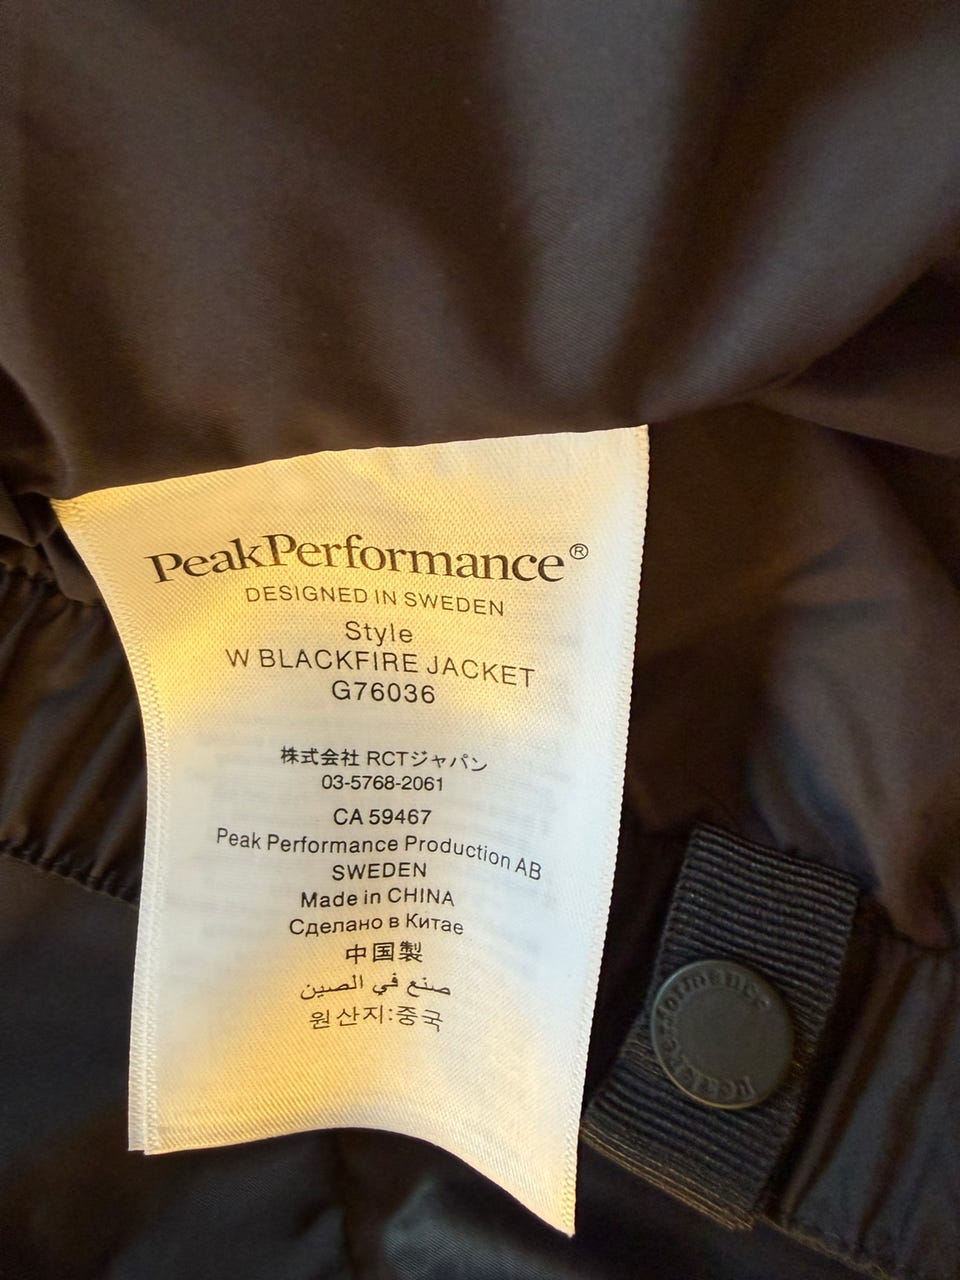 PeakPerformance®
DESIGNED IN SWEDEN
Style
W BLACKFIRE JACKET
G76036
株式会社 RCTジャパン
03-5768-2061
CA 59467
Peak Performance Production AB
SWEDEN
Made in CHINA
Сделано в Китае
中国製
صنع في الصين
원산지:중국
peakperformance